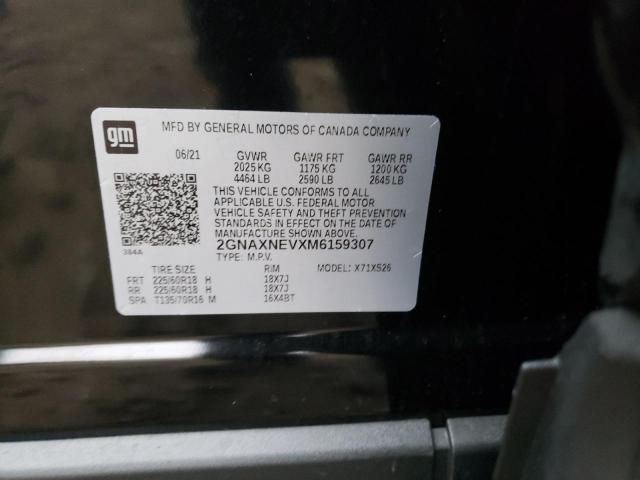 gm
MFD BY GENERAL MOTORS OF CANADA COMPANY
06/21 GVWR GAWR FRT GAWR RR
2025 KG 1175 KG 1200 KG
4464 LB 2590 LB 2645 LB
THIS VEHICLE CONFORMS TO ALL
APPLICABLE U.S. FEDERAL MOTOR
VEHICLE SAFETY AND THEFT PREVENTION
STANDARDS IN EFFECT ON THE DATE OF
MANUFACTURE SHOWN ABOVE.
384A 2GNAXNEVXM6159307
TYPE: M.P.V. MODEL: X71XS26
TIRE SIZE RIM
FRT 225/60R18 H 18X7J
RR 225/60R18 H 18X7J
SPA T135/70R16 M 16X4BT